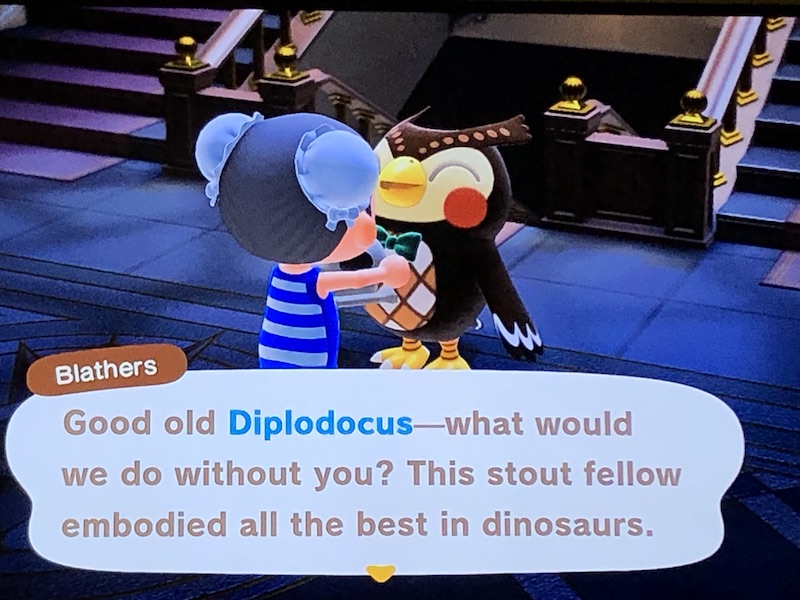 Blathers
Good old Diplodocus—what would
we do without you? This stout fellow
embodied all the best in dinosaurs.